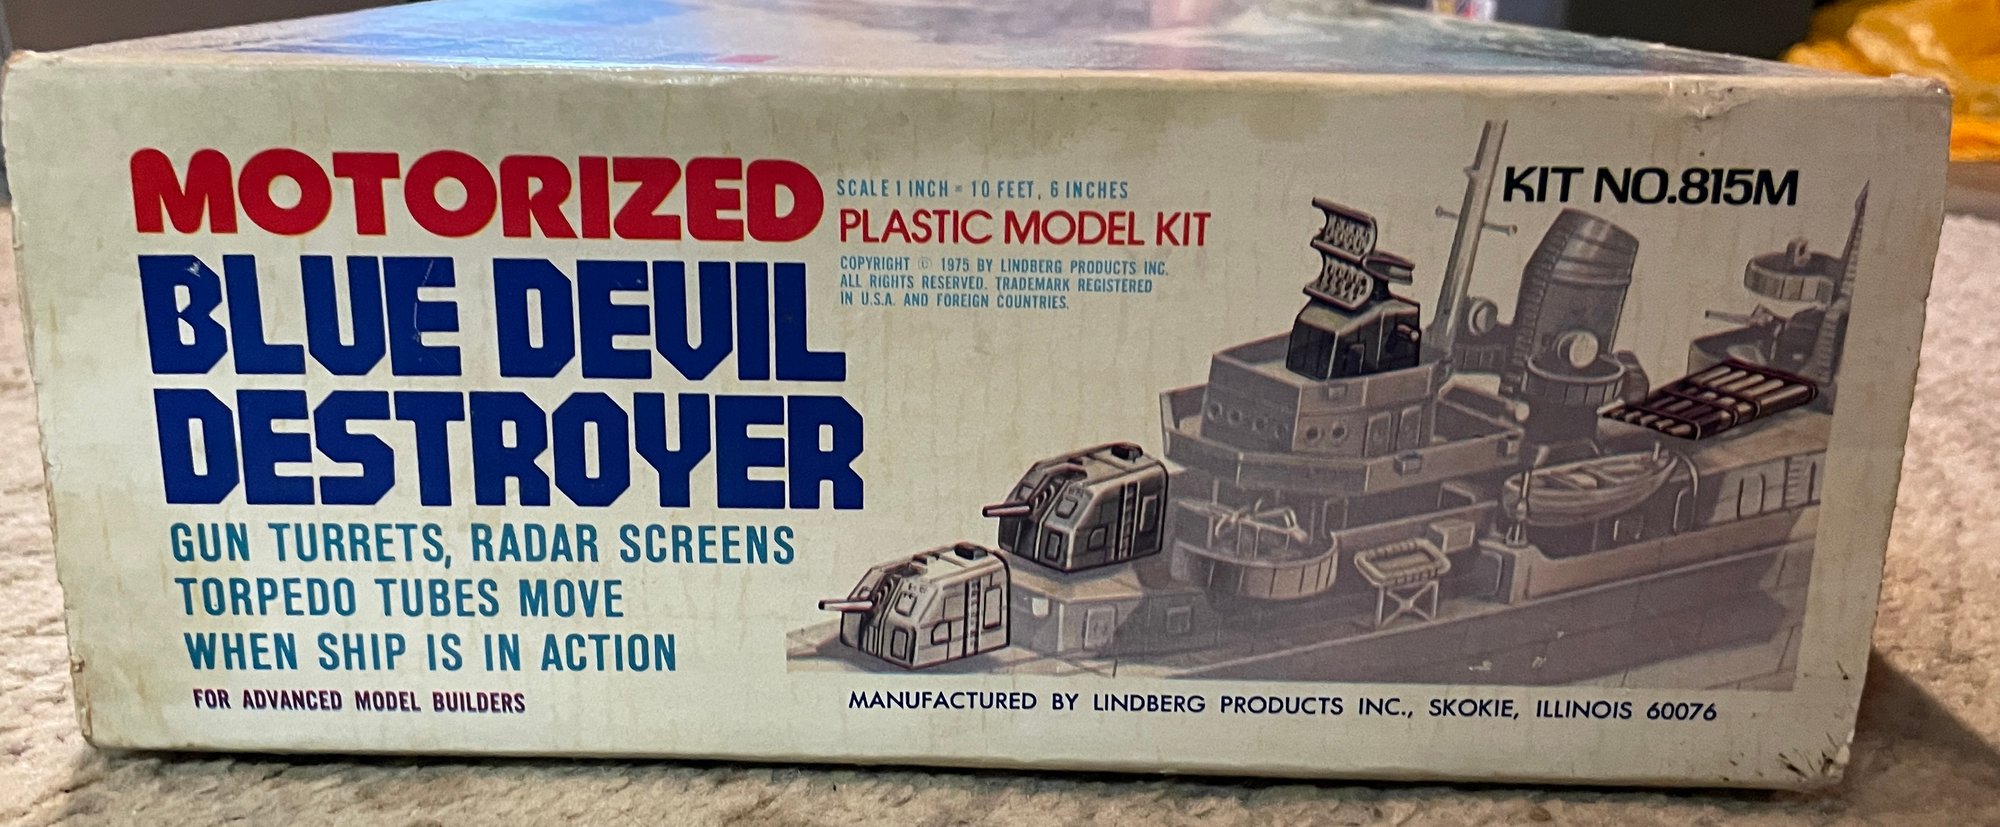 MOTORIZED
BLUE DEVIL
DESTROYER
GUN TURRETS, RADAR SCREENS
TORPEDO TUBES MOVE
WHEN SHIP IS IN ACTION
FOR ADVANCED MODEL BUILDERS
SCALE 1 INCH = 10 FEET, 6 INCHES
PLASTIC MODEL KIT
COPYRIGHT © 1975 BY LINDBERG PRODUCTS INC.
ALL RIGHTS RESERVED. TRADEMARK REGISTERED
IN U.S.A. AND FOREIGN COUNTRIES.
KIT NO.815M
MANUFACTURED BY LINDBERG PRODUCTS INC., SKOKIE, ILLINOIS 60076